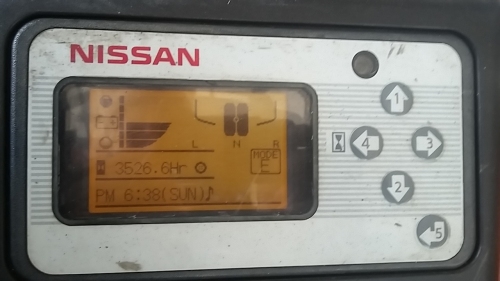 NISSAN
L N R
3526.6Hr
MODE
E
PM 6:38(SUN)
1
4
3
2
5